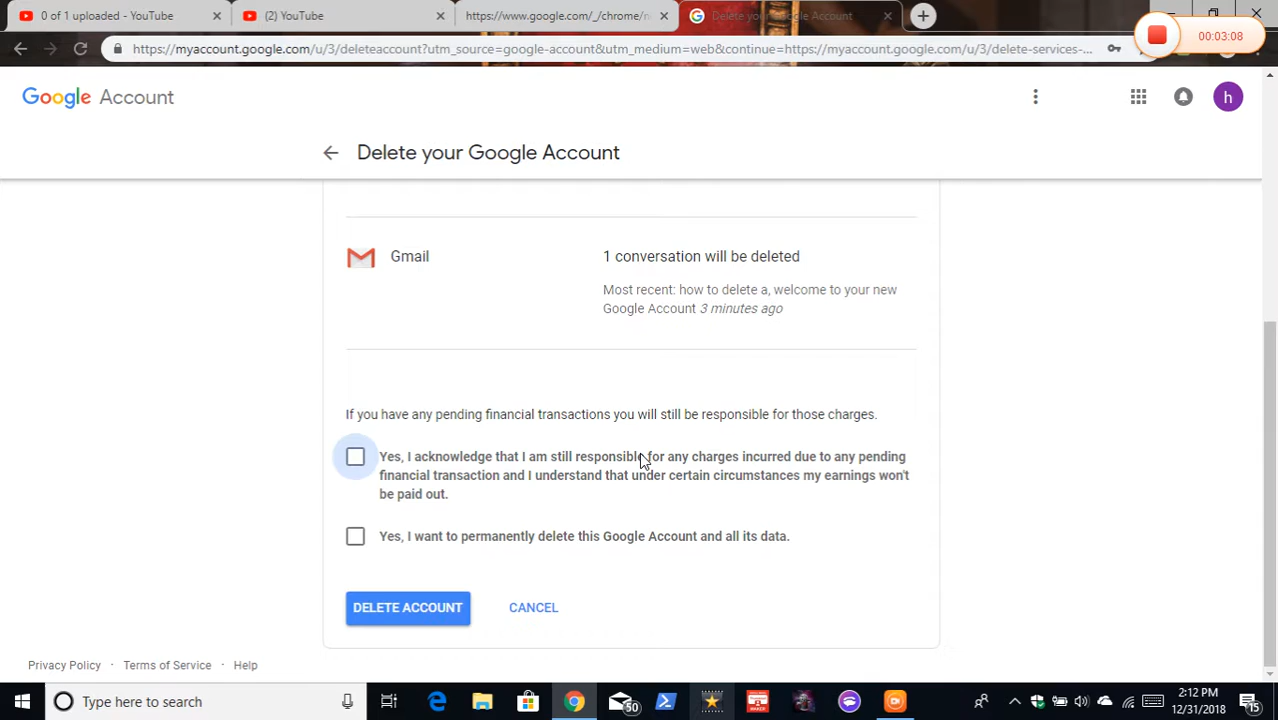 0 of 1 uploaded - YouTube
(2) YouTube
https://www.google.com/_/chrome/n
Delete your Google Account
00:03:08
https://myaccount.google.com/u/3/deleteaccount?utm_source=google-account&utm_medium=web&continue=https://myaccount.google.com/u/3/delete-services-...
Google Account
h
Delete your Google Account
Gmail
1 conversation will be deleted
Most recent: how to delete a, welcome to your new
Google Account 3 minutes ago
If you have any pending financial transactions you will still be responsible for those charges.
Yes, I acknowledge that I am still responsible for any charges incurred due to any pending
financial transaction and I understand that under certain circumstances my earnings won't
be paid out.
Yes, I want to permanently delete this Google Account and all its data.
DELETE ACCOUNT
CANCEL
Privacy Policy · Terms of Service · Help
Type here to search
50
2:12 PM
12/31/2018
15